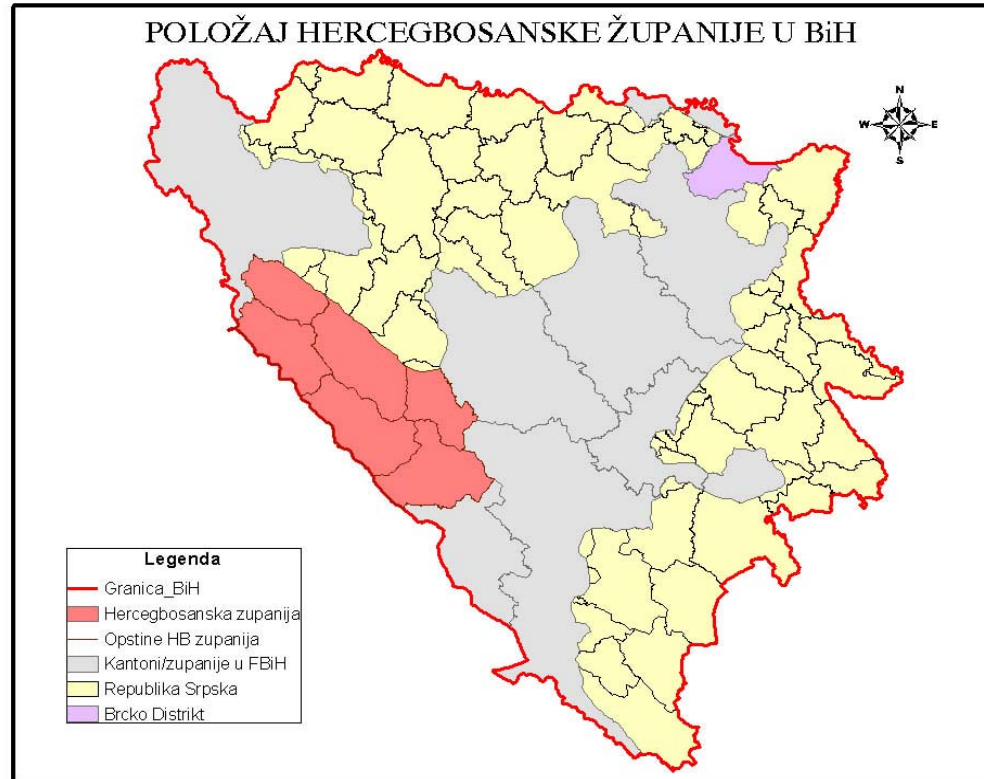 POLOŽAJ HERCEGBOSANSKE ŽUPANIJE U BiH
N
W E
S
Legenda
Granica_BiH
Hercegbosanska zupanija
Opstine HB zupanija
Kantoni/zupanije u FBiH
Republika Srpska
Brcko Distrikt